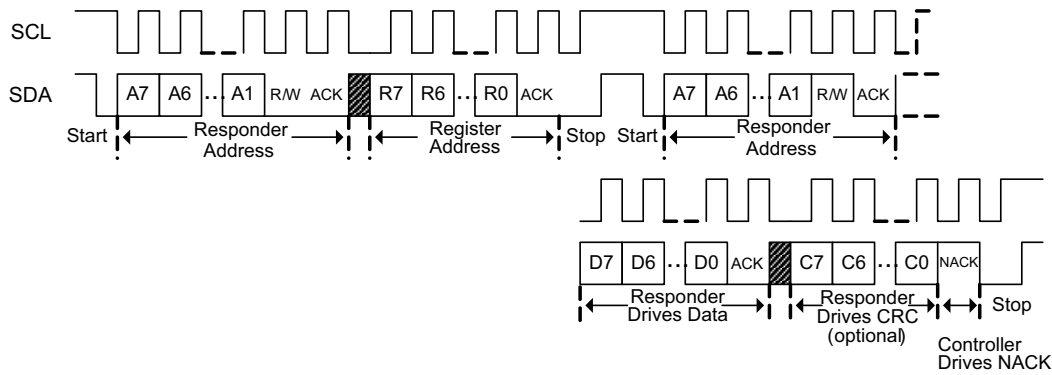 SCL
SDA
A7 A6 ... A1 R/W ACK R7 R6 ... R0 ACK A7 A6 ... A1 R/W ACK
Start Responder Address Register Address Stop Start Responder Address
D7 D6 ... D0 ACK C7 C6 ... C0 NACK
Responder Drives Data Responder Drives CRC (optional) Stop
Controller
Drives NACK